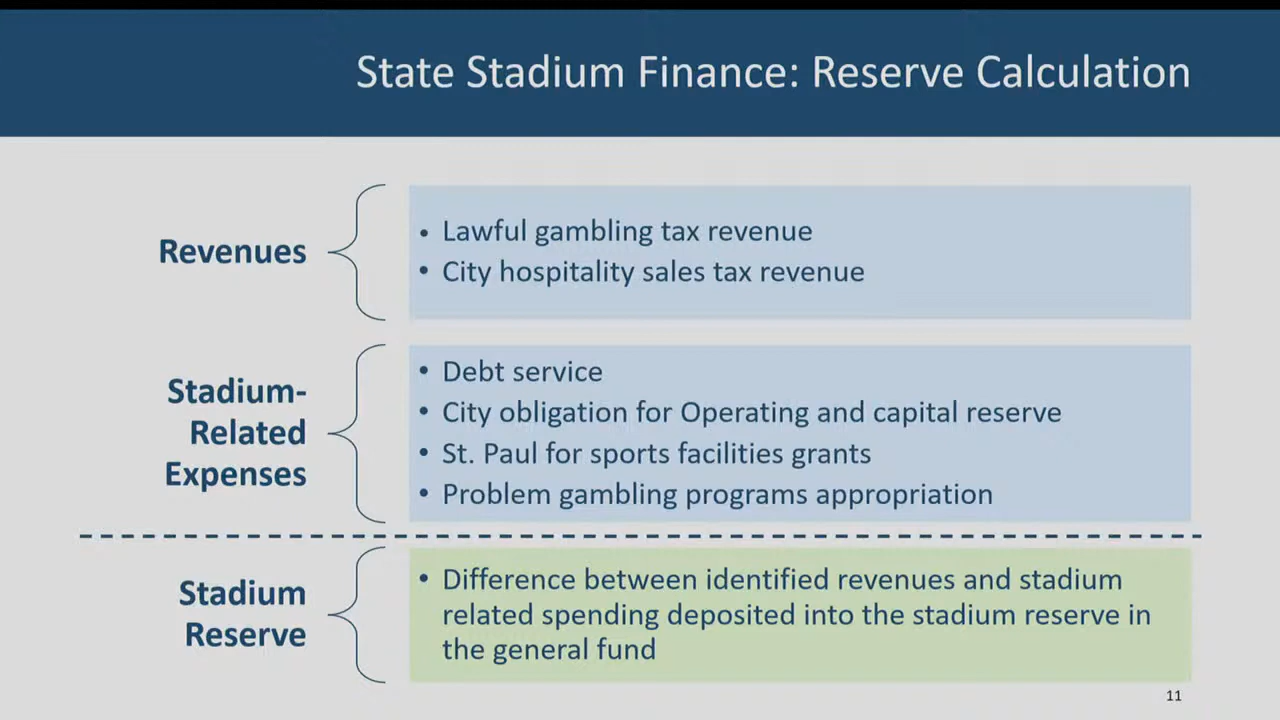 State Stadium Finance: Reserve Calculation
Revenues
• Lawful gambling tax revenue
• City hospitality sales tax revenue
Stadium-
Related
Expenses
• Debt service
• City obligation for Operating and capital reserve
• St. Paul for sports facilities grants
• Problem gambling programs appropriation
Stadium
Reserve
• Difference between identified revenues and stadium
related spending deposited into the stadium reserve in
the general fund
11